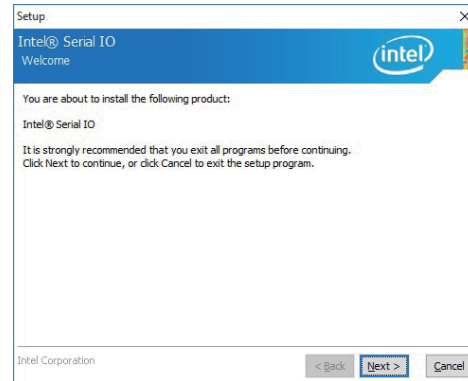 Setup
Intel® Serial IO
Welcome
intel
You are about to install the following product:
Intel® Serial IO
It is strongly recommended that you exit all programs before continuing.
Click Next to continue, or click Cancel to exit the setup program.
Intel Corporation
< Back
Next >
Cancel